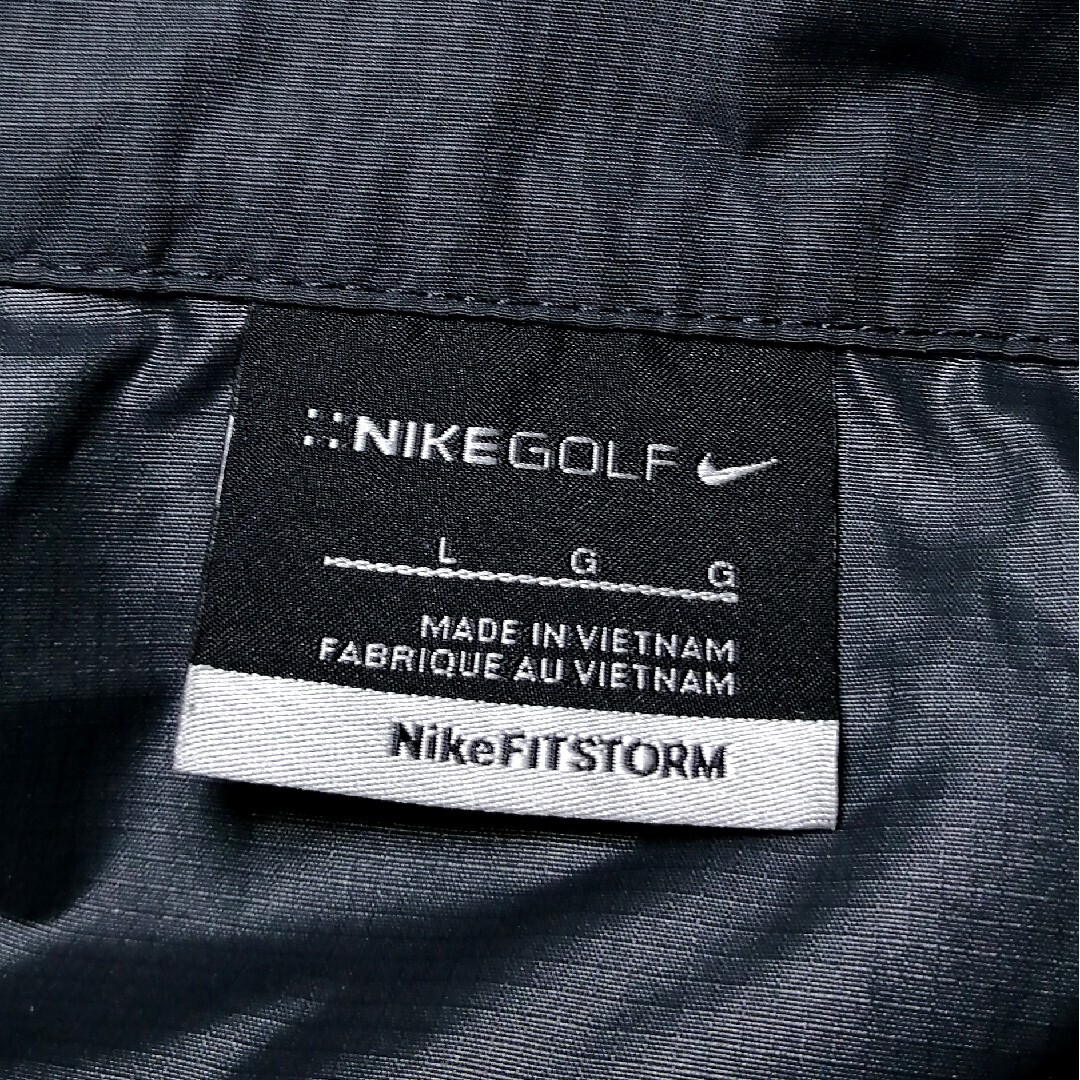 NIKEGOLF
L G G
MADE IN VIETNAM
FABRIQUE AU VIETNAM
NikeFITSTORM